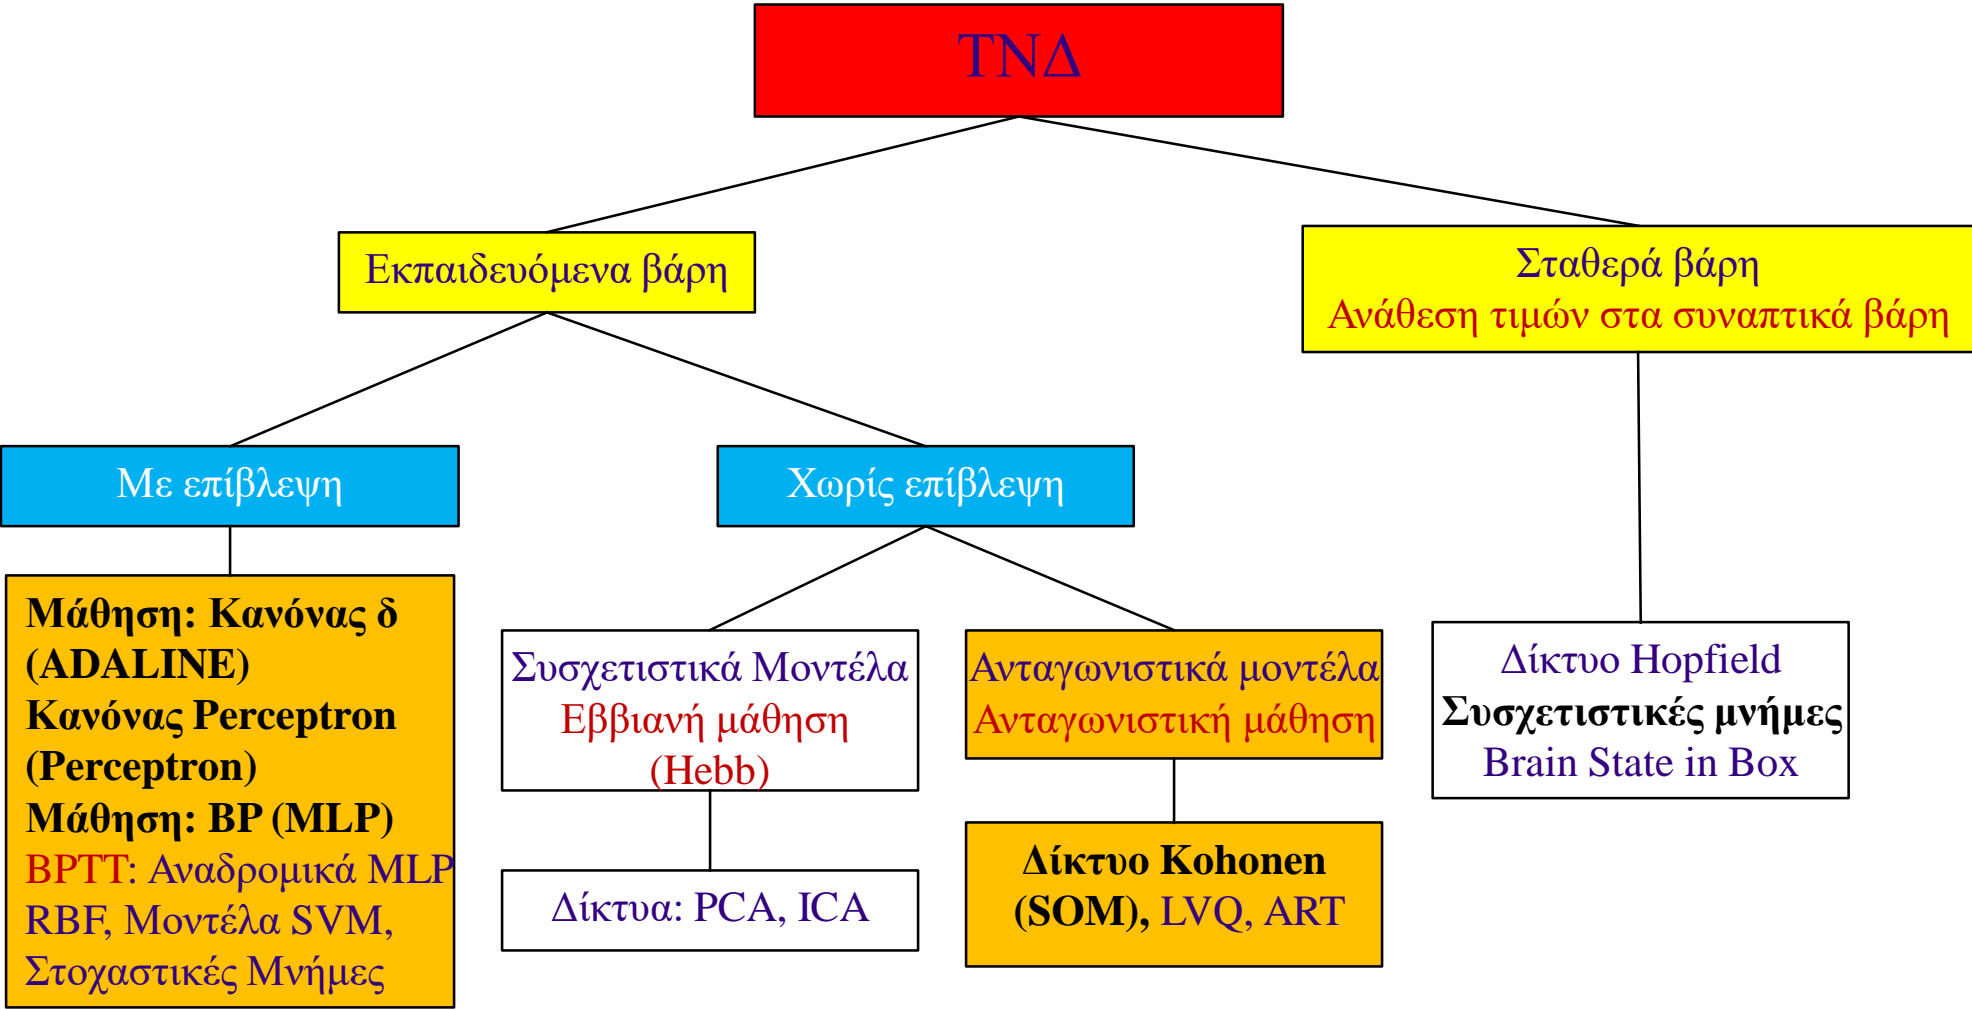 ΤΝΔ
Εκπαιδευόμενα βάρη
Σταθερά βάρη
Ανάθεση τιμών στα συναπτικά βάρη
Με επίβλεψη
Χωρίς επίβλεψη
Μάθηση: Κανόνας δ
(ADALINE)
Κανόνας Perceptron
(Perceptron)
Μάθηση: BP (MLP)
BPTT: Αναδρομικά MLP
RBF, Μοντέλα SVM,
Στοχαστικές Μνήμες
Συσχετιστικά Μοντέλα
Εββιανή μάθηση
(Hebb)
Δίκτυα: PCA, ICA
Ανταγωνιστικά μοντέλα
Ανταγωνιστική μάθηση
Δίκτυο Kohonen
(SOM), LVQ, ART
Δίκτυο Hopfield
Συσχετιστικές μνήμες
Brain State in Box